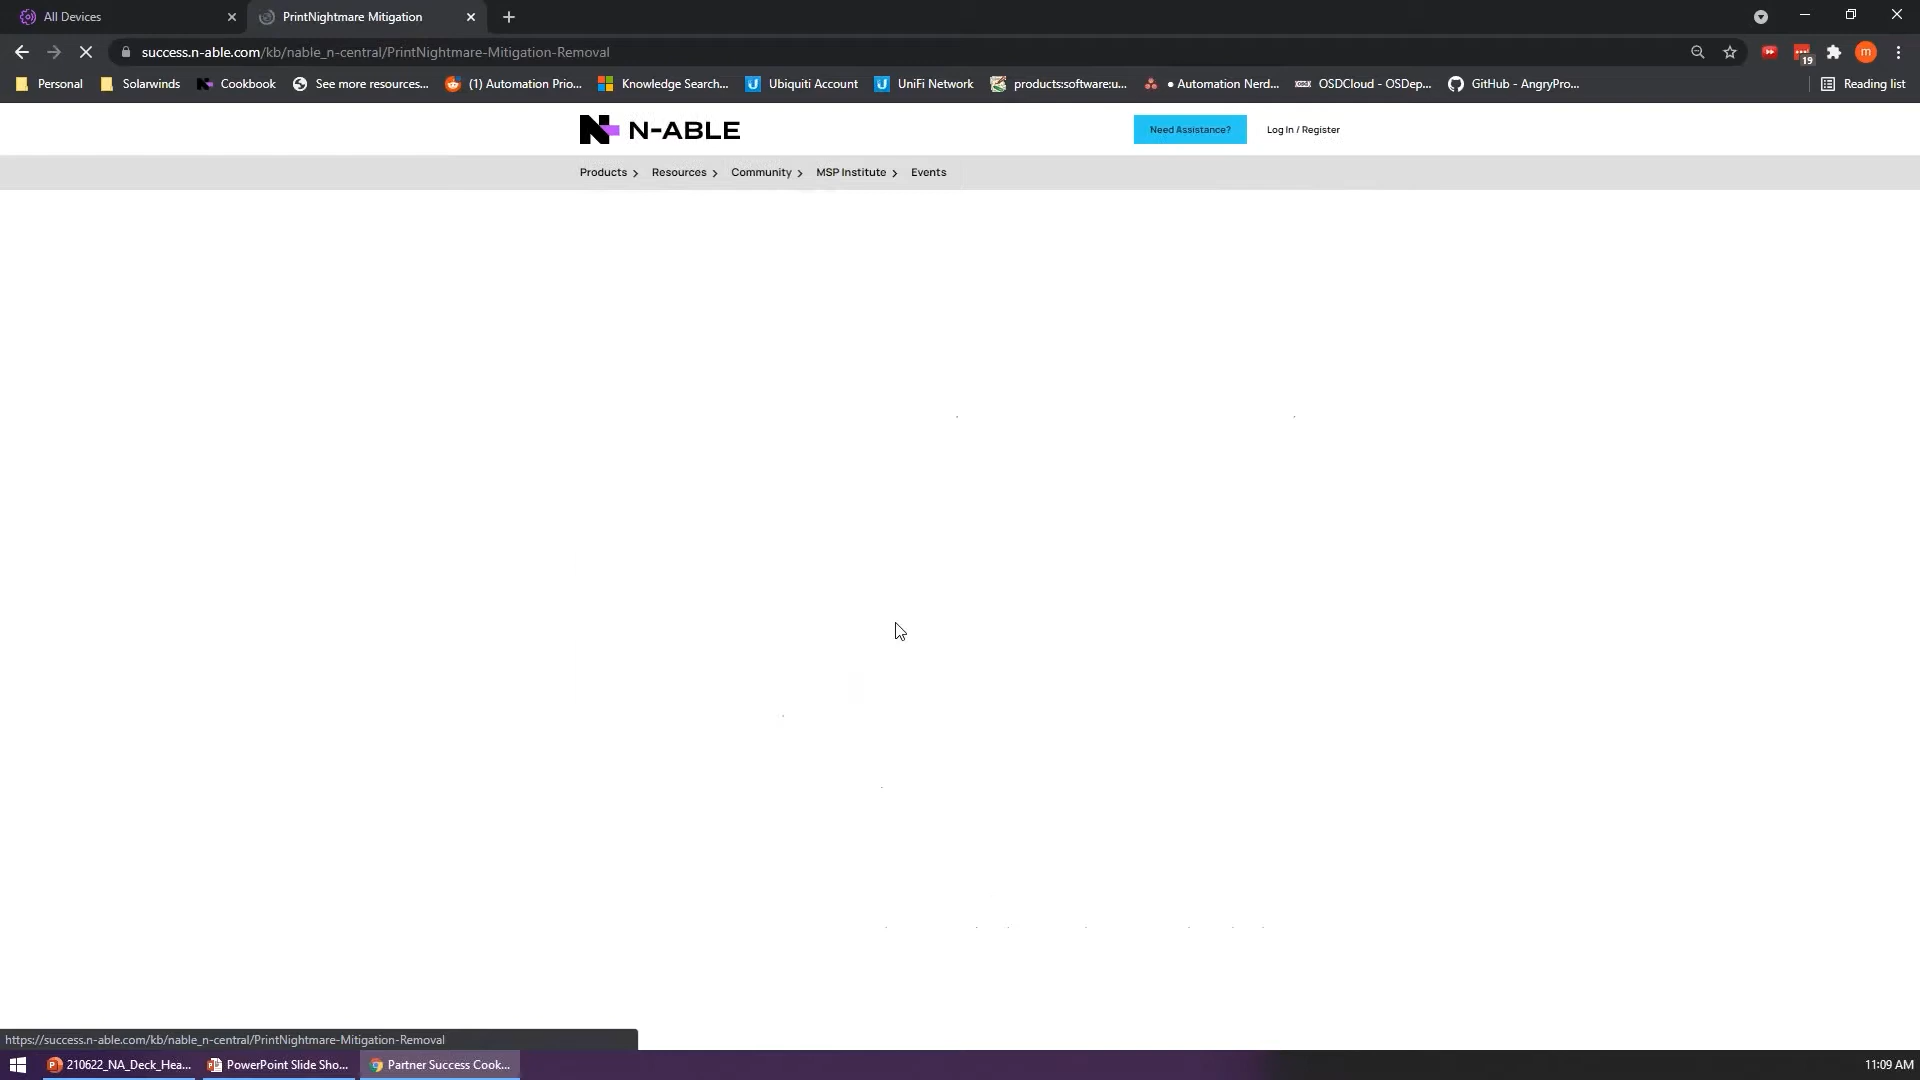 All Devices
PrintNightmare Mitigation
success.n-able.com/kb/nable_n-central/PrintNightmare-Mitigation-Removal
19
m
Personal
Solarwinds
Cookbook
See more resources...
(1) Automation Prio...
Knowledge Search...
Ubiquiti Account
UniFi Network
products:software:u...
● Automation Nerd...
OSDCloud - OSDep...
GitHub - AngryPro...
Reading list
N-ABLE
Need Assistance?
Log In / Register
Products
Resources
Community
MSP Institute
Events
https://success.n-able.com/kb/nable_n-central/PrintNightmare-Mitigation-Removal
210622_NA_Deck_Hea...
PowerPoint Slide Sho...
Partner Success Cook...
11:09 AM